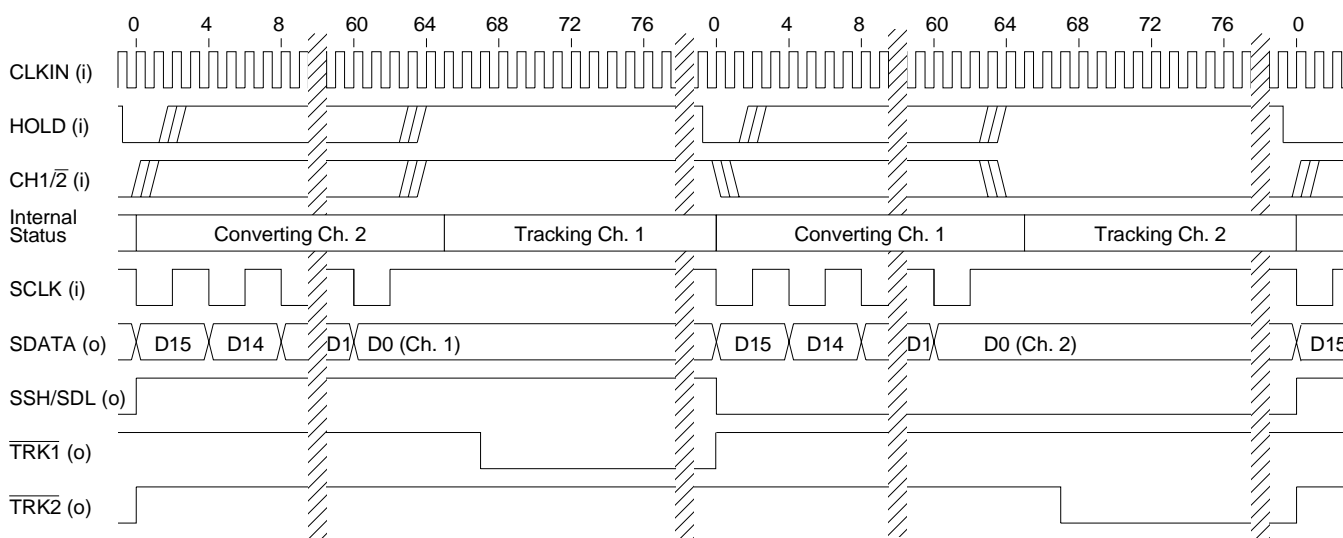 0 4 8 60 64 68 72 76 0 4 8 60 64 68 72 76 0
CLKIN (i)
HOLD (i)
CH1/2̅ (i)
Internal
Status
Converting Ch. 2 Tracking Ch. 1 Converting Ch. 1 Tracking Ch. 2
SCLK (i)
SDATA (o) D15 D14 D1 D0 (Ch. 1) D15 D14 D1 D0 (Ch. 2) D15
SSH/SDL (o)
T̅R̅K̅1̅ (o)
T̅R̅K̅2̅ (o)